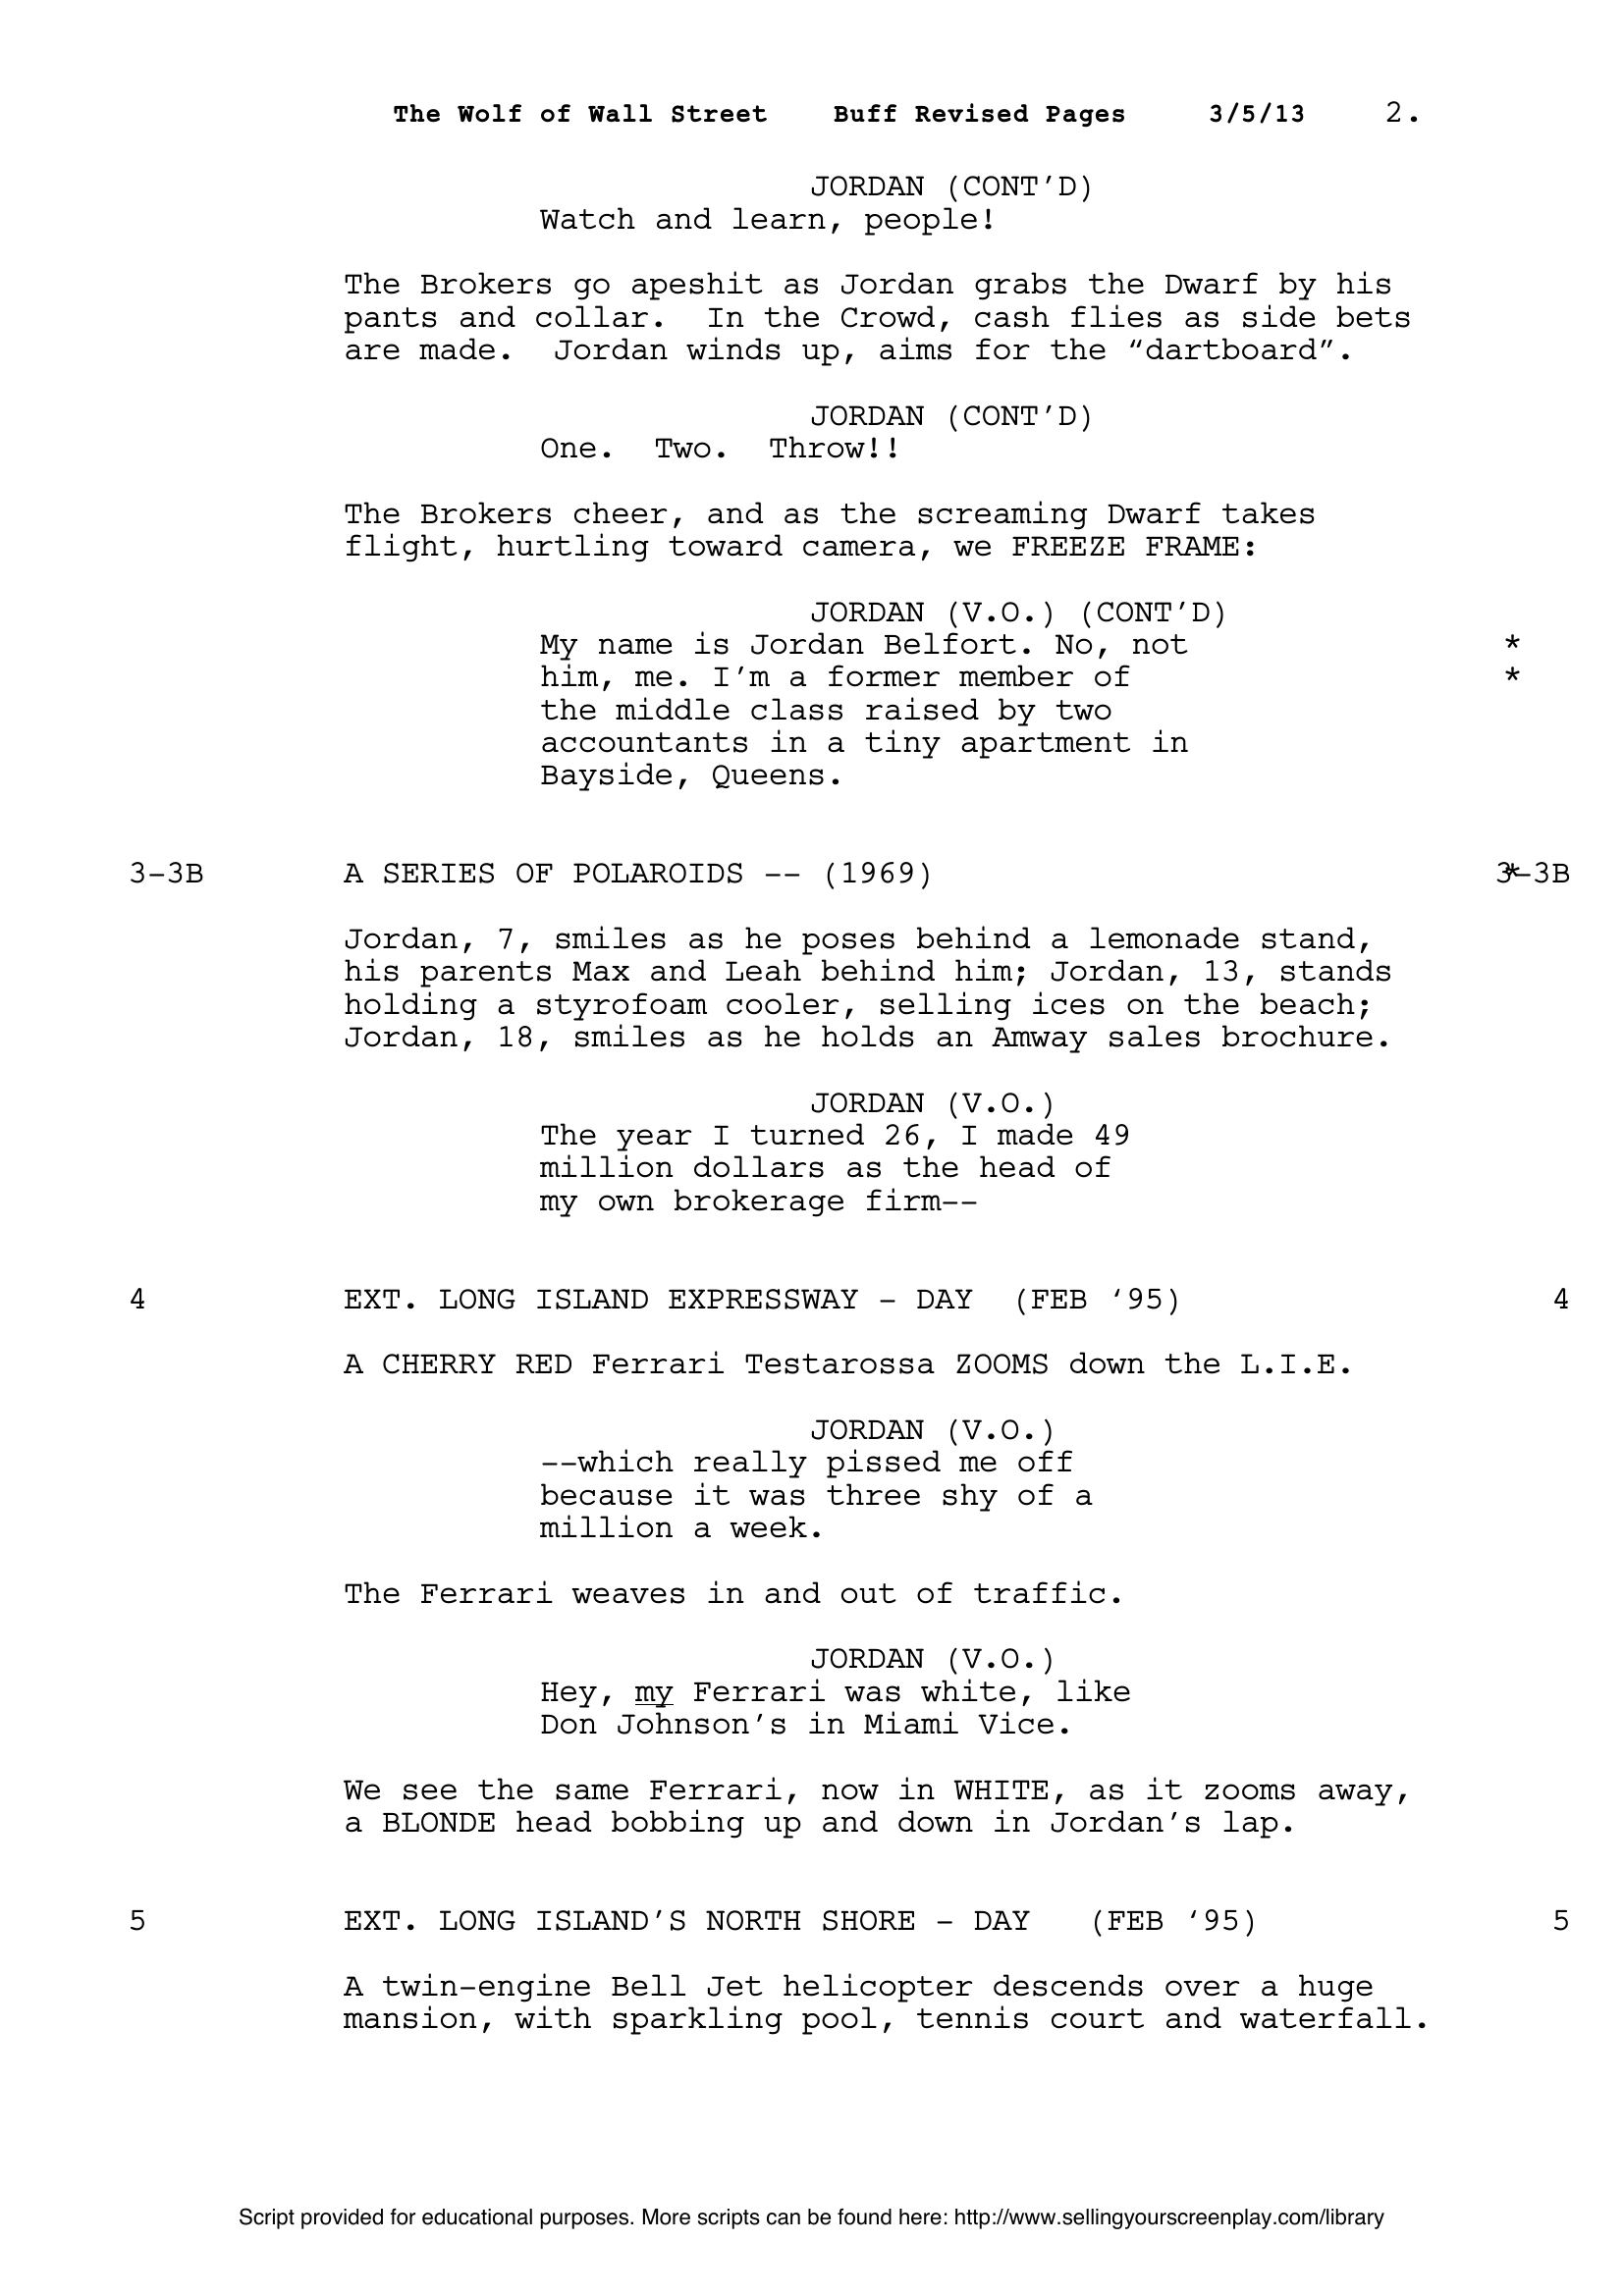 The Wolf of Wall Street    Buff Revised Pages    3/5/13    2.
JORDAN (CONT'D)
Watch and learn, people!
The Brokers go apeshit as Jordan grabs the Dwarf by his
pants and collar.  In the Crowd, cash flies as side bets
are made.  Jordan winds up, aims for the “dartboard”.
JORDAN (CONT'D)
One.  Two.  Throw!!
The Brokers cheer, and as the screaming Dwarf takes
flight, hurtling toward camera, we FREEZE FRAME:
JORDAN (V.O.) (CONT'D)
My name is Jordan Belfort. No, not *
him, me. I'm a former member of *
the middle class raised by two
accountants in a tiny apartment in
Bayside, Queens.
3-3B A SERIES OF POLAROIDS -- (1969) * 3-3B
Jordan, 7, smiles as he poses behind a lemonade stand,
his parents Max and Leah behind him; Jordan, 13, stands
holding a styrofoam cooler, selling ices on the beach;
Jordan, 18, smiles as he holds an Amway sales brochure.
JORDAN (V.O.)
The year I turned 26, I made 49
million dollars as the head of
my own brokerage firm--
4 EXT. LONG ISLAND EXPRESSWAY - DAY  (FEB ‘95) 4
A CHERRY RED Ferrari Testarossa ZOOMS down the L.I.E.
JORDAN (V.O.)
--which really pissed me off
because it was three shy of a
million a week.
The Ferrari weaves in and out of traffic.
JORDAN (V.O.)
Hey, my Ferrari was white, like
Don Johnson's in Miami Vice.
We see the same Ferrari, now in WHITE, as it zooms away,
a BLONDE head bobbing up and down in Jordan's lap.
5 EXT. LONG ISLAND'S NORTH SHORE - DAY   (FEB ‘95) 5
A twin-engine Bell Jet helicopter descends over a huge
mansion, with sparkling pool, tennis court and waterfall.
Script provided for educational purposes. More scripts can be found here: http://www.sellingyourscreenplay.com/library